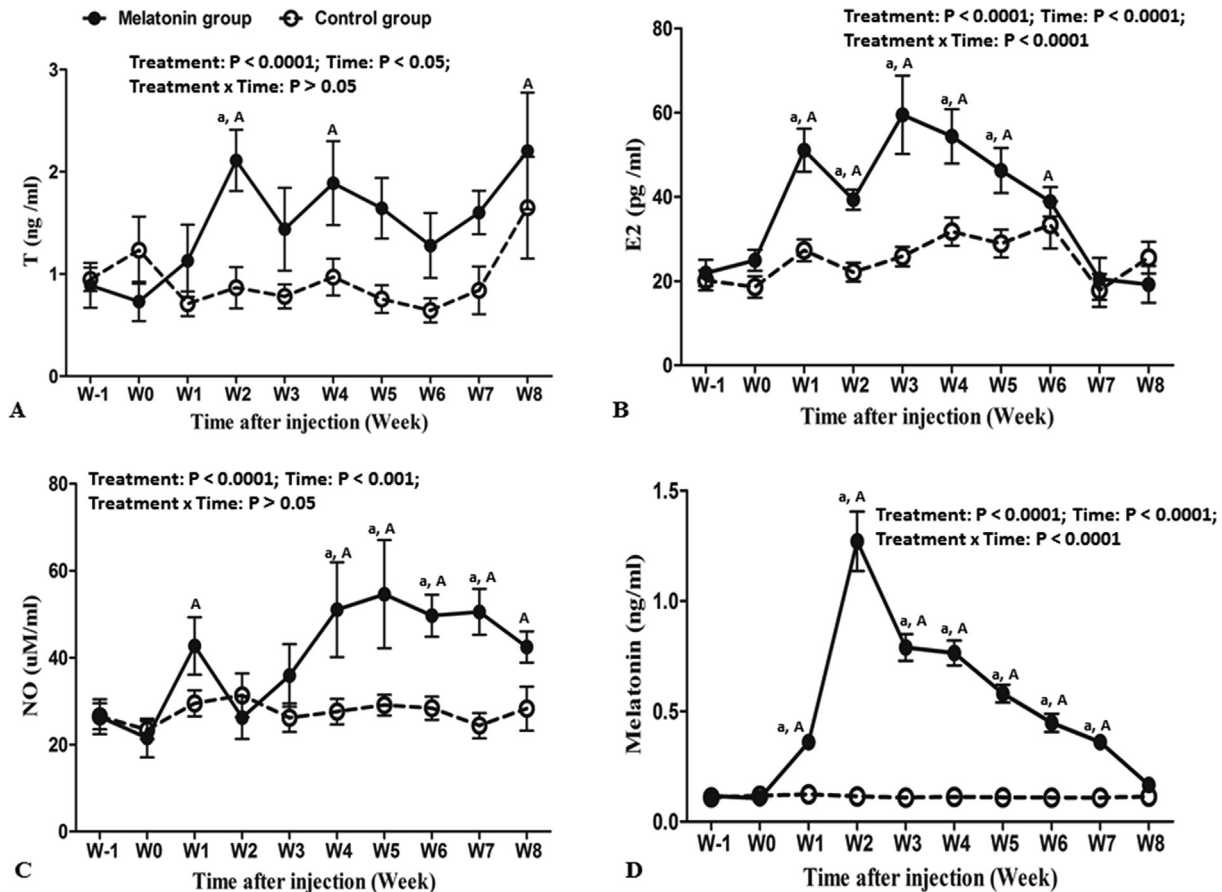 Melatonin group
Control group
Treatment: P < 0.0001; Time: P < 0.05;
Treatment x Time: P > 0.05
T (ng /ml)
3
2
1
0
a, A
A
A
W-1 W0 W1 W2 W3 W4 W5 W6 W7 W8
Time after injection (Week)
A
Treatment: P < 0.0001; Time: P < 0.0001;
Treatment x Time: P < 0.0001
E2 (pg /ml)
80
60
40
20
0
a, A
a, A
a, A
a, A
a, A
A
W-1 W0 W1 W2 W3 W4 W5 W6 W7 W8
Time after injection (Week)
B
Treatment: P < 0.0001; Time: P < 0.001;
Treatment x Time: P > 0.05
NO (uM/ml)
80
60
40
20
0
A
a, A
a, A
a, A
a, A
A
W-1 W0 W1 W2 W3 W4 W5 W6 W7 W8
Time after injection (Week)
C
Treatment: P < 0.0001; Time: P < 0.0001;
Treatment x Time: P < 0.0001
Melatonin (ng/ml)
1.5
1.0
0.5
0.0
a, A
a, A
a, A
a, A
a, A
a, A
a, A
W-1 W0 W1 W2 W3 W4 W5 W6 W7 W8
Time after injection (Week)
D